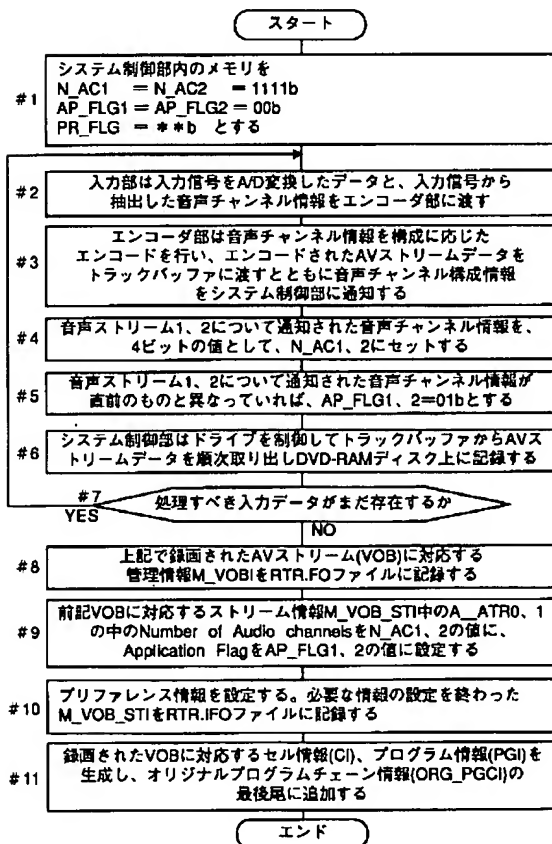 スタート
#1
システム制御部内のメモリを
N_AC1 = N_AC2 = 1111b
AP_FLG1 = AP_FLG2 = 00b
PR_FLG = **b とする
#2
入力部は入力信号をA/D変換したデータと、入力信号から
抽出した音声チャンネル情報をエンコーダ部に渡す
#3
エンコーダ部は音声チャンネル情報を構成に応じた
エンコードを行い、エンコードされたAVストリームデータを
トラックバッファに渡すとともに音声チャンネル構成情報
をシステム制御部に通知する
#4
音声ストリーム1、2について通知された音声チャンネル情報を、
4ビットの値として、N_AC1、2にセットする
#5
音声ストリーム1、2について通知された音声チャンネル情報が
直前のものと異なっていれば、AP_FLG1、2=01bとする
#6
システム制御部はドライブを制御してトラックバッファからAVス
トリームデータを順次取り出しDVD-RAMディスク上に記録する
#7
処理すべき入力データがまだ存在するか
YES
NO
#8
上記で録画されたAVストリーム(VOB)に対応する
管理情報M_VOBIをRTR.IFOファイルに記録する
#9
前記VOBに対応するストリーム情報M_VOB_STI中のA__ATR0、1
の中のNumber of Audio channelsをN_AC1、2の値に、
Application FlagをAP_FLG1、2の値に設定する
#10
プリファレンス情報を設定する。必要な情報の設定を終わった
M_VOB_STIをRTR.IFOファイルに記録する
#11
録画されたVOBに対応するセル情報(CI)、プログラム情報(PGI)を
生成し、オリジナルプログラムチェーン情報(ORG_PGCI)の
最後尾に追加する
エンド